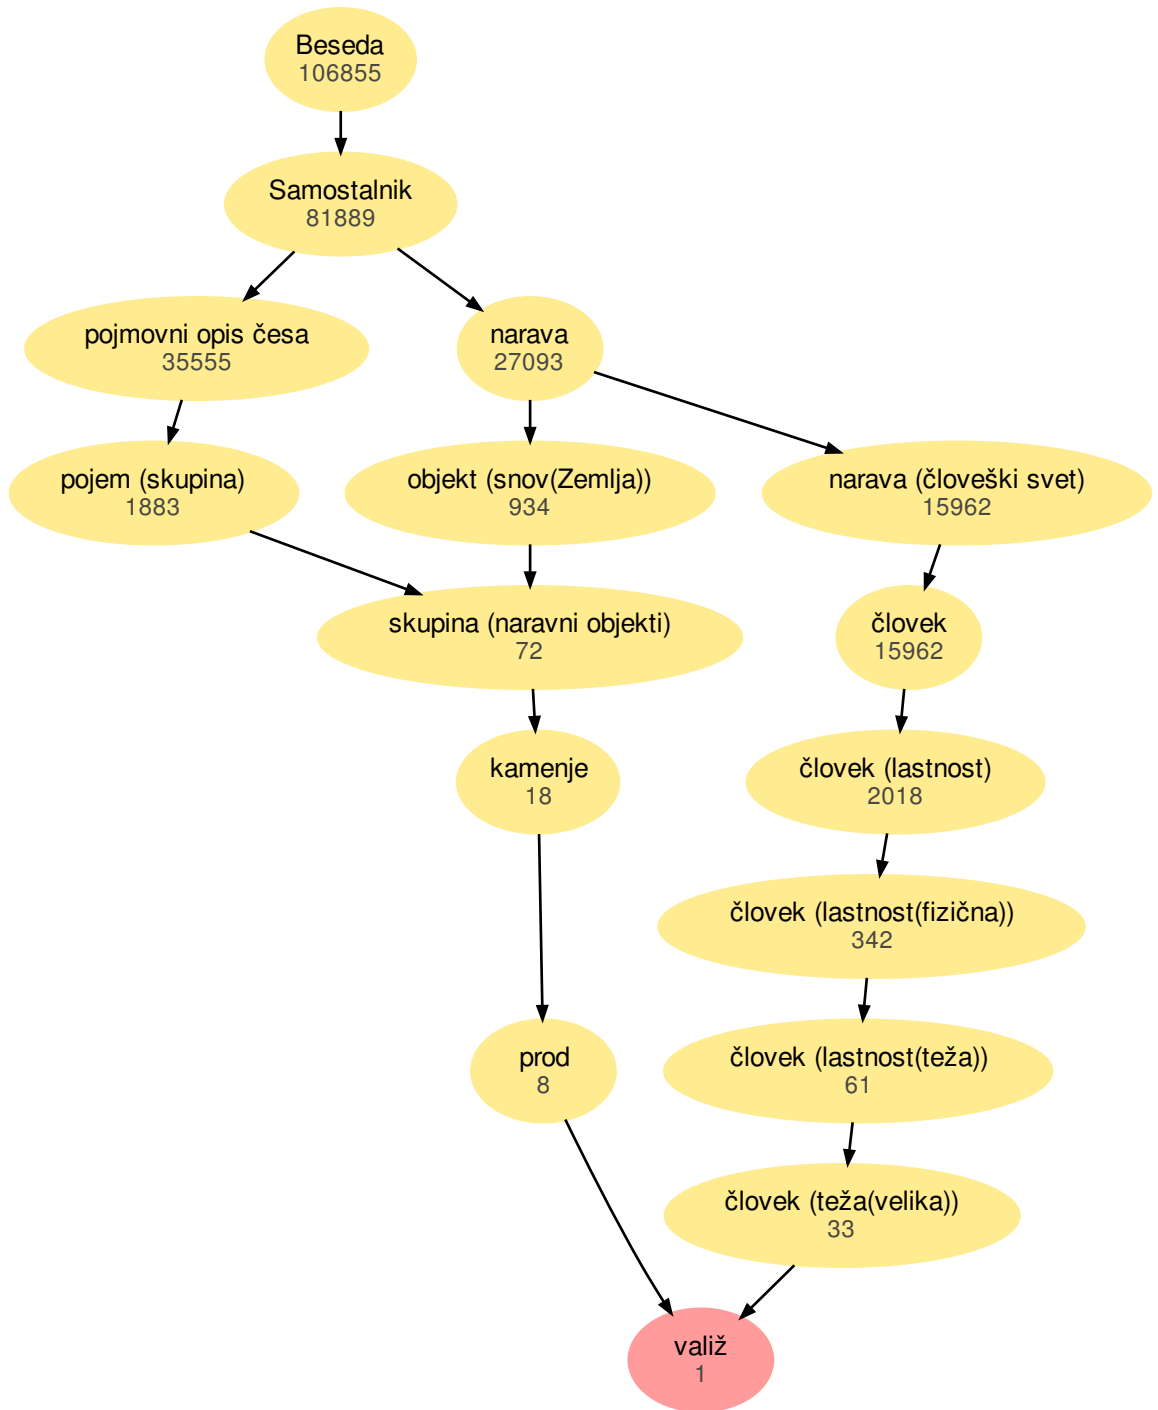 Beseda
106855
Samostalnik
81889
pojmovni opis česa
35555
narava
27093
pojem (skupina)
1883
objekt (snov(Zemlja))
934
narava (človeški svet)
15962
skupina (naravni objekti)
72
človek
15962
kamenje
18
človek (lastnost)
2018
človek (lastnost(fizična))
342
prod
8
človek (lastnost(teža))
61
človek (teža(velika))
33
valiž
1